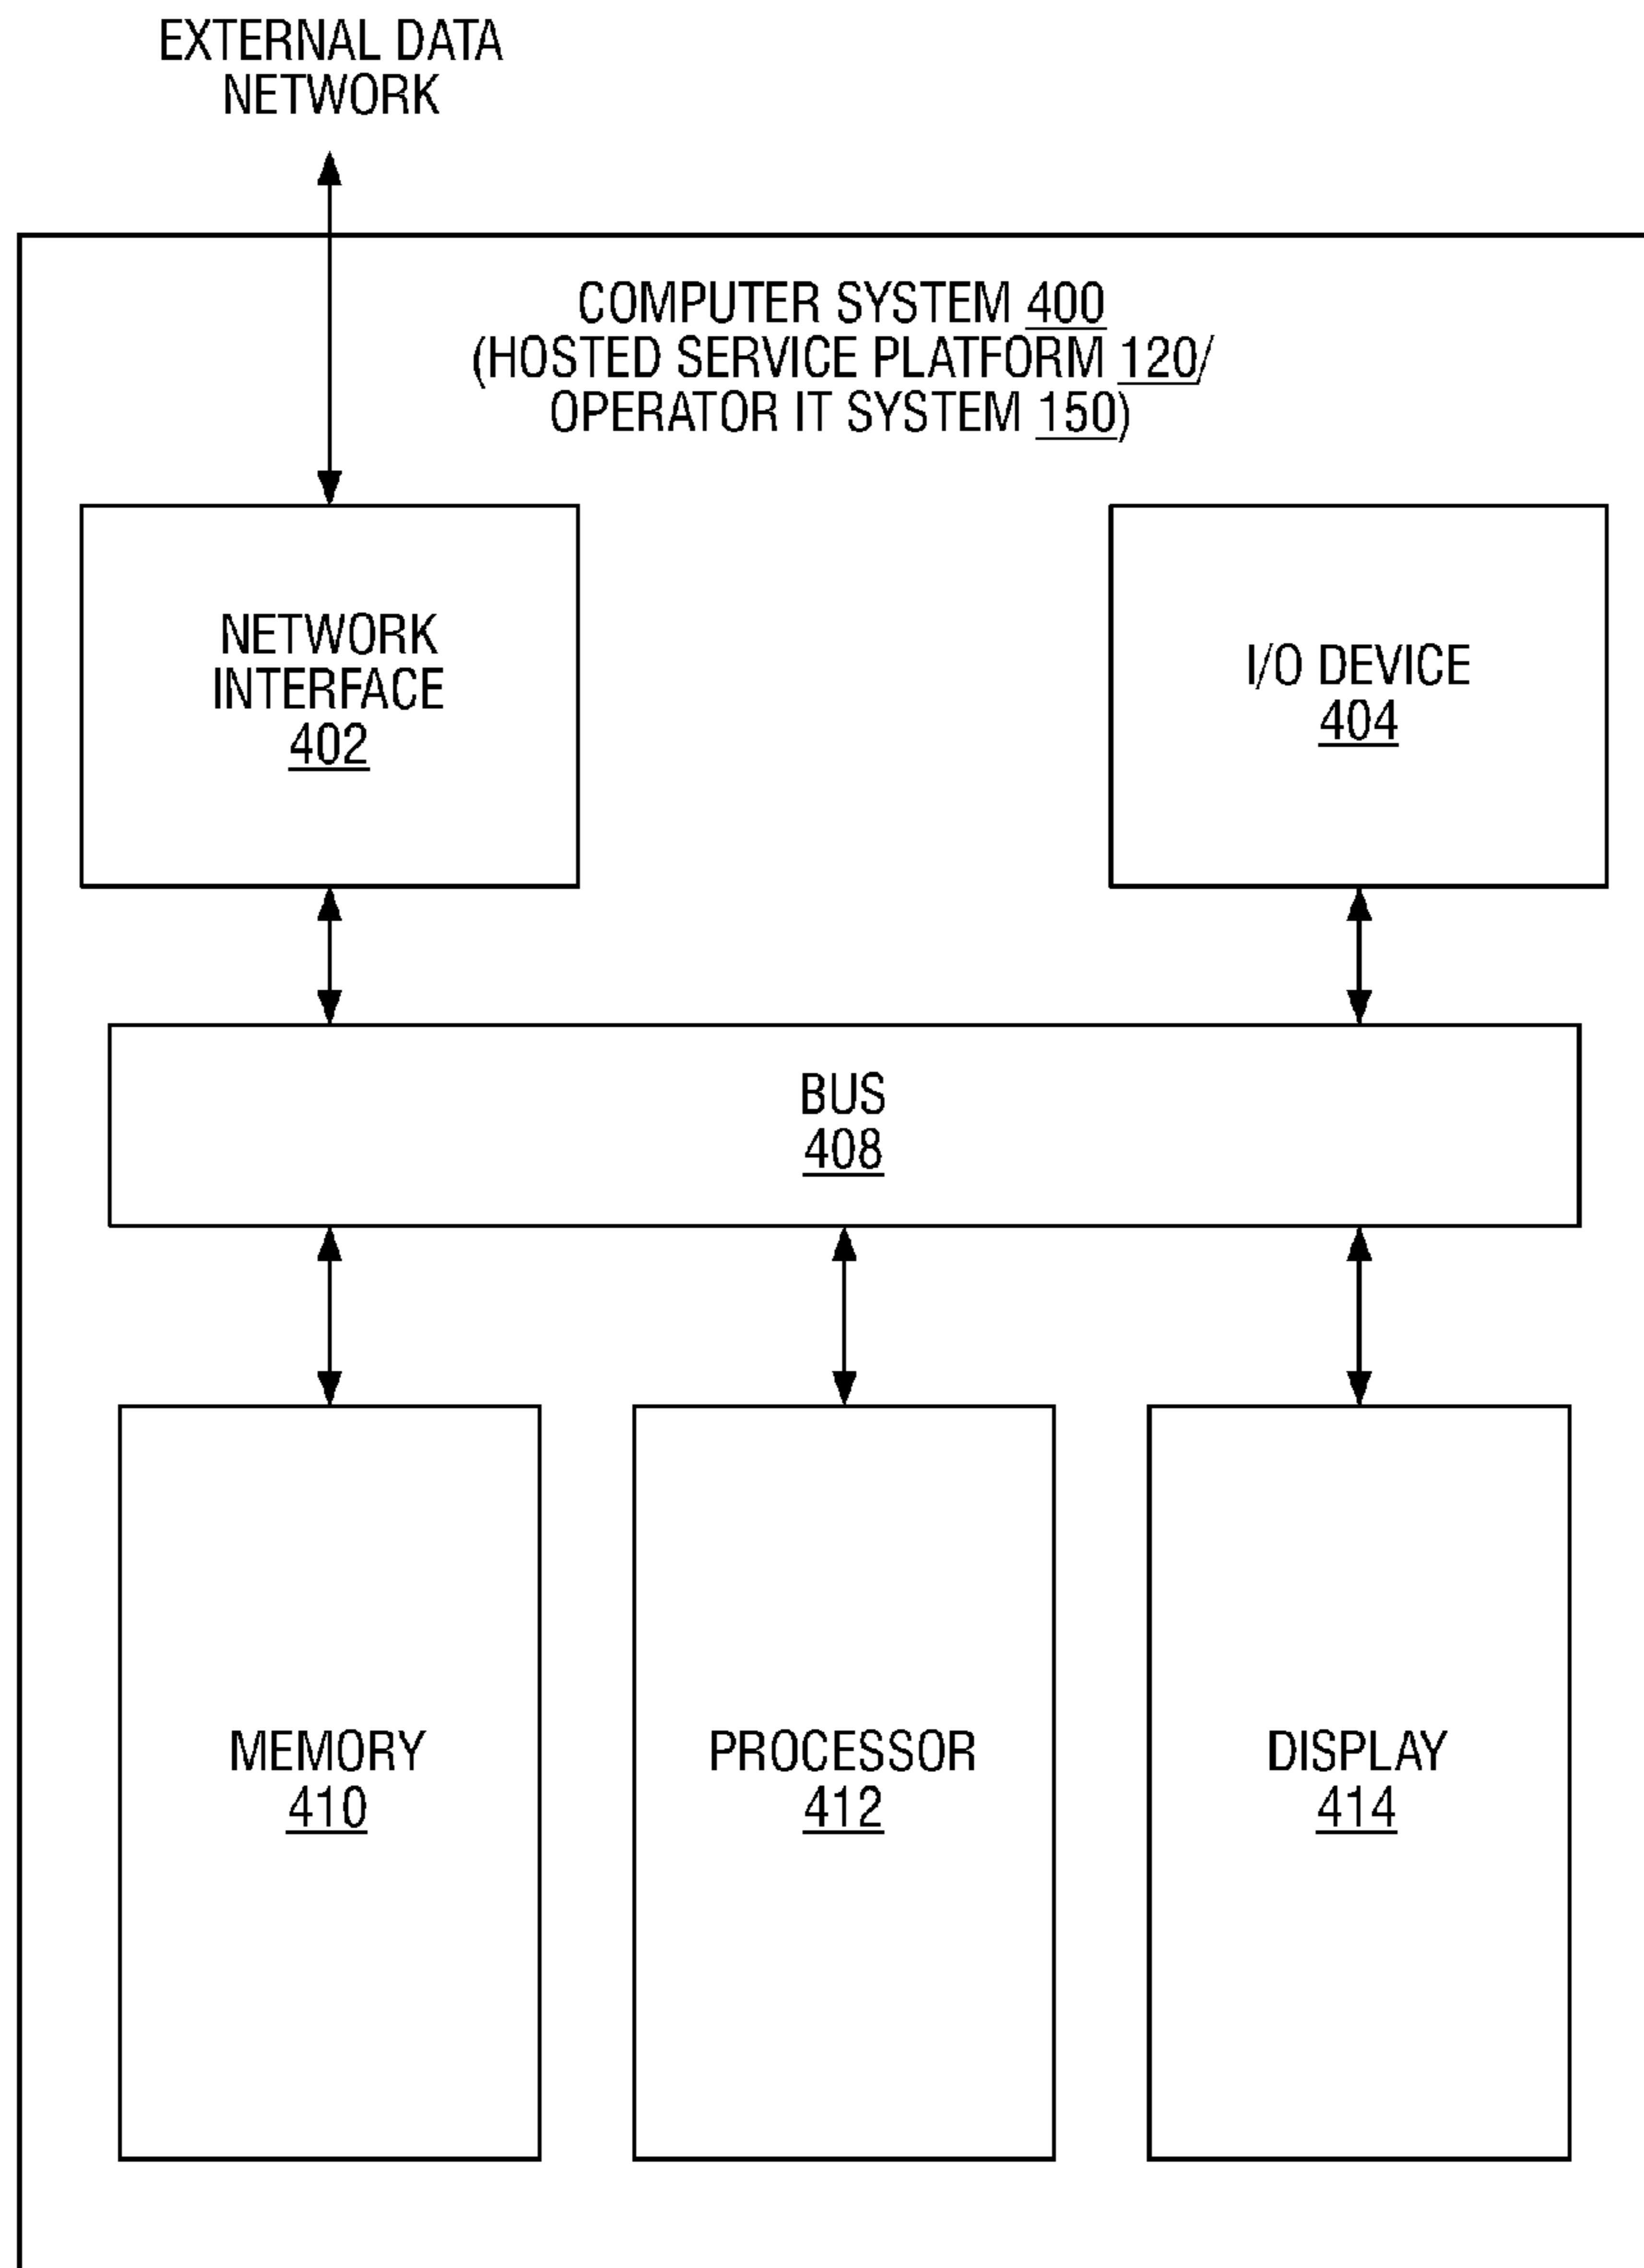 EXTERNAL DATA
NETWORK
COMPUTER SYSTEM 400
(HOSTED SERVICE PLATFORM 120/
OPERATOR IT SYSTEM 150)
NETWORK
INTERFACE
402
I/O DEVICE
404
BUS
408
MEMORY
410
PROCESSOR
412
DISPLAY
414